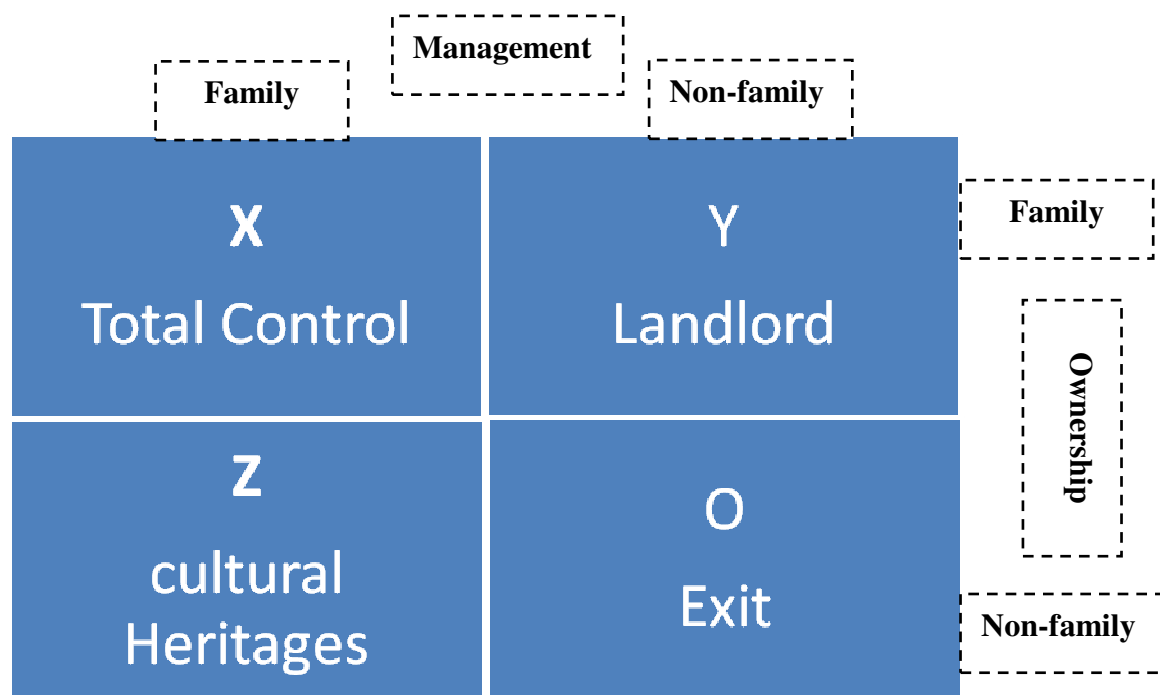 Management
Family
Non-family
X
Total Control
Y
Landlord
Family
Ownership
Z
cultural
Heritages
O
Exit
Non-family